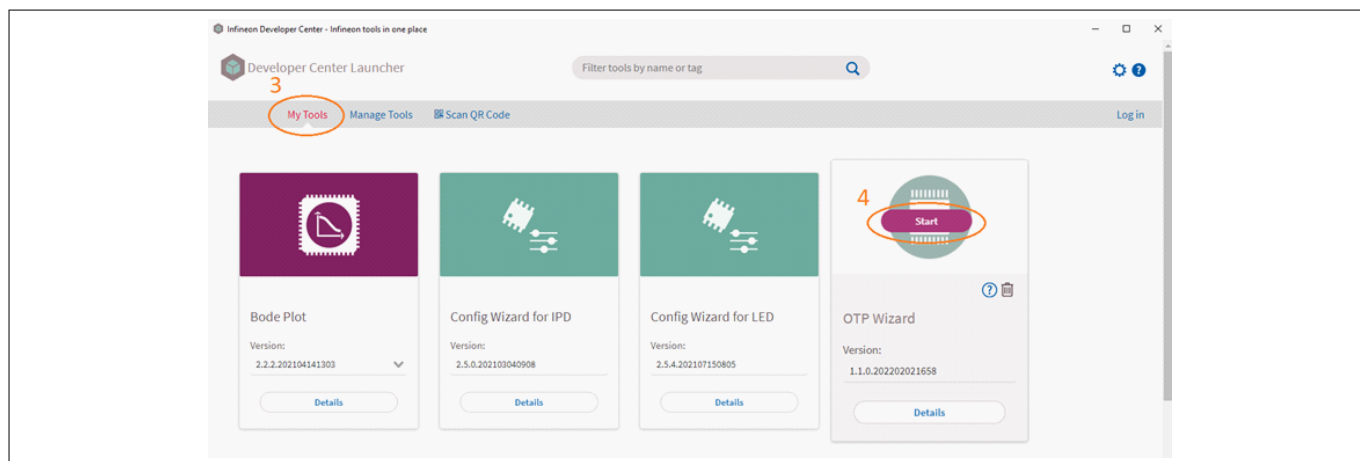 Infineon Developer Center - Infineon tools in one place
Developer Center Launcher
Filter tools by name or tag
3
My Tools
Manage Tools
Scan QR Code
Log in
4
Start
Bode Plot
Config Wizard for IPD
Config Wizard for LED
OTP Wizard
Version:
Version:
Version:
Version:
2.2.2.202104141303
2.5.0.202103040908
2.5.4.202107150805
1.1.0.202202021658
Details
Details
Details
Details